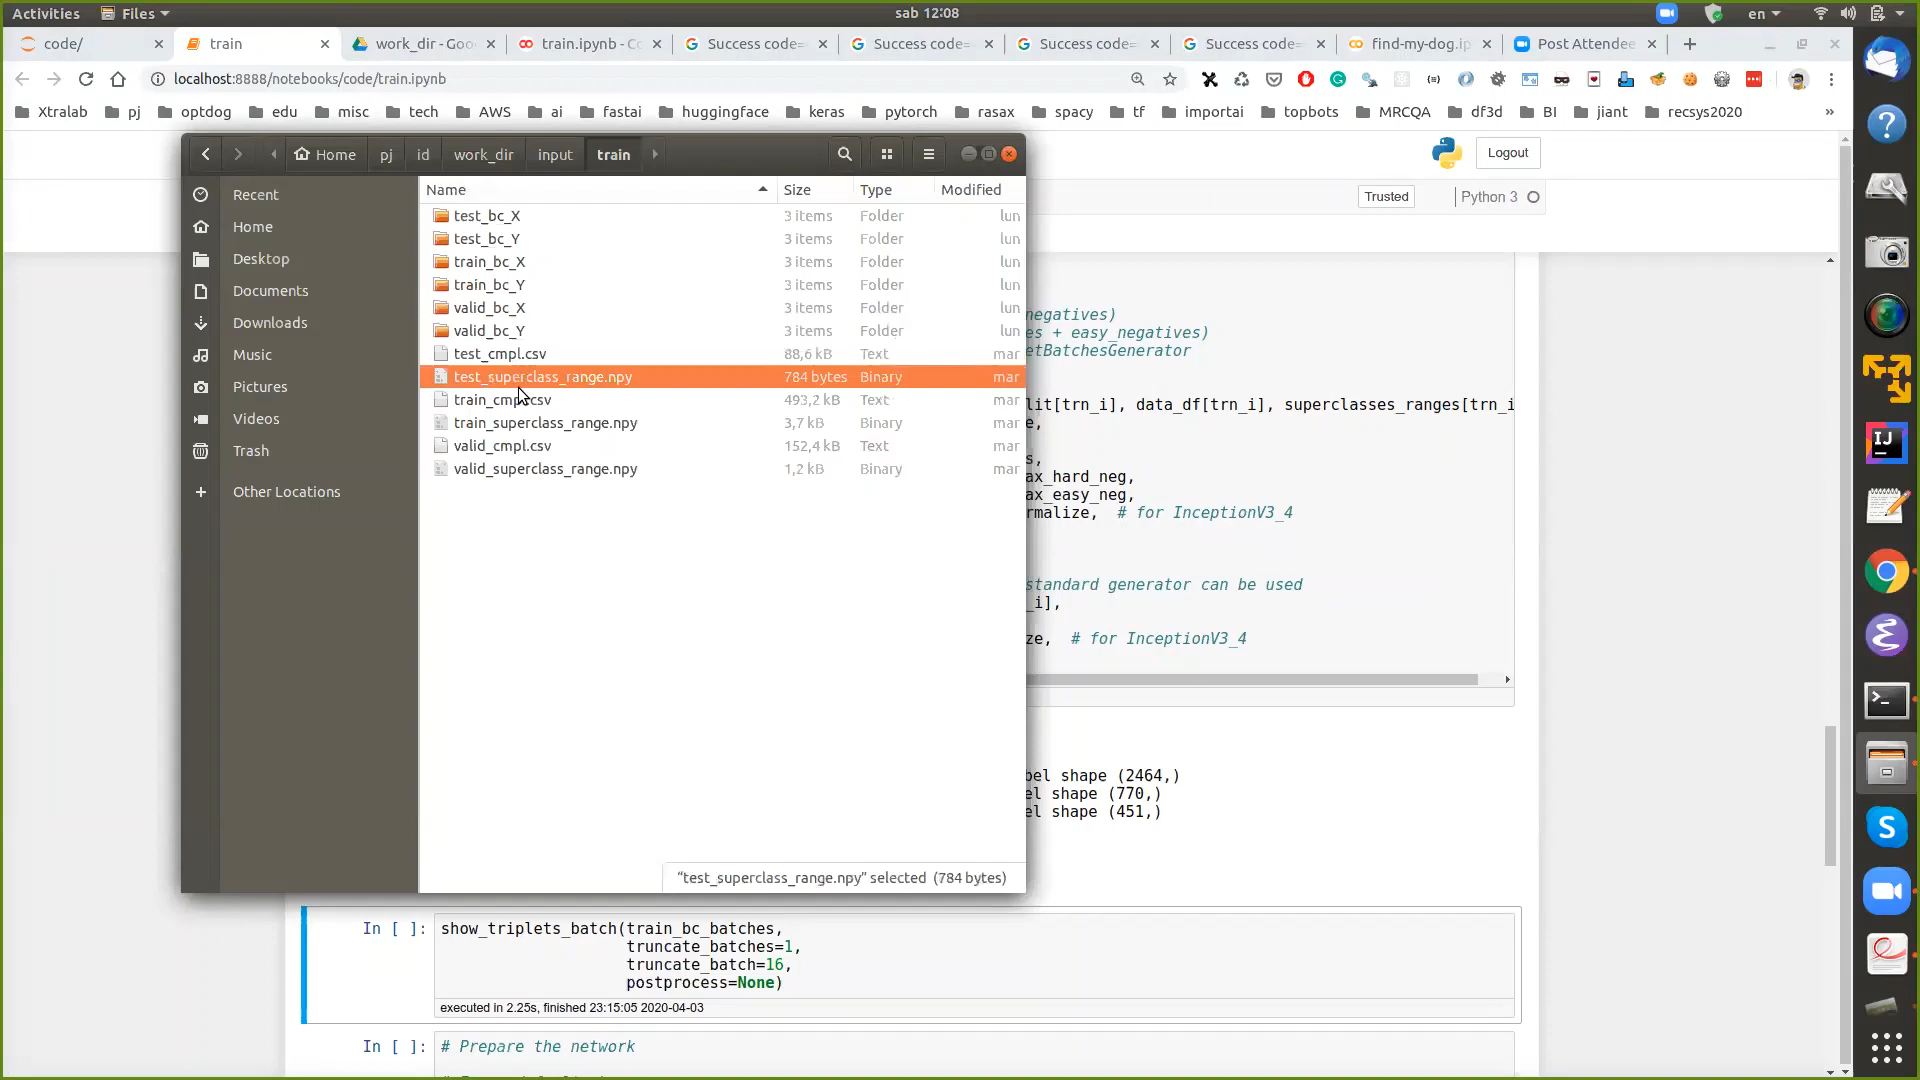 Activities Files sab 12:08 en
code/ train work_dir - Goo train.ipynb - Co Success code= Success code= Success code= Success code= find-my-dog.ip Post Attendee
localhost:8888/notebooks/code/train.ipynb
Xtralab pj optdog edu misc tech AWS ai fastai huggingface keras pytorch rasax spacy tf importai topbots MRCQA df3d BI jiant recsys2020 »
Logout
Trusted Python 3
Home pj id work_dir input train
Recent
Home
Desktop
Documents
Downloads
Music
Pictures
Videos
Trash
Other Locations
Name Size Type Modified
test_bc_X 3 items Folder lun
test_bc_Y 3 items Folder lun
train_bc_X 3 items Folder lun
train_bc_Y 3 items Folder lun
valid_bc_X 3 items Folder lun
valid_bc_Y 3 items Folder lun
test_cmpl.csv 88,6 kB Text mar
test_superclass_range.npy 784 bytes Binary mar
train_cmpl.csv 493,2 kB Text mar
train_superclass_range.npy 3,7 kB Binary mar
valid_cmpl.csv 152,4 kB Text mar
valid_superclass_range.npy 1,2 kB Binary mar
"test_superclass_range.npy" selected (784 bytes)
negatives)
es + easy_negatives)
etBatchesGenerator
lit[trn_i], data_df[trn_i], superclasses_ranges[trn_i
e,
s,
ax_hard_neg,
ax_easy_neg,
rmalize, # for InceptionV3_4
standard generator can be used
_i],
ze, # for InceptionV3_4
bel shape (2464,)
el shape (770,)
el shape (451,)
In [ ]: show_triplets_batch(train_bc_batches,
truncate_batches=1,
truncate_batch=16,
postprocess=None)
executed in 2.25s, finished 23:15:05 2020-04-03
In [ ]: # Prepare the network